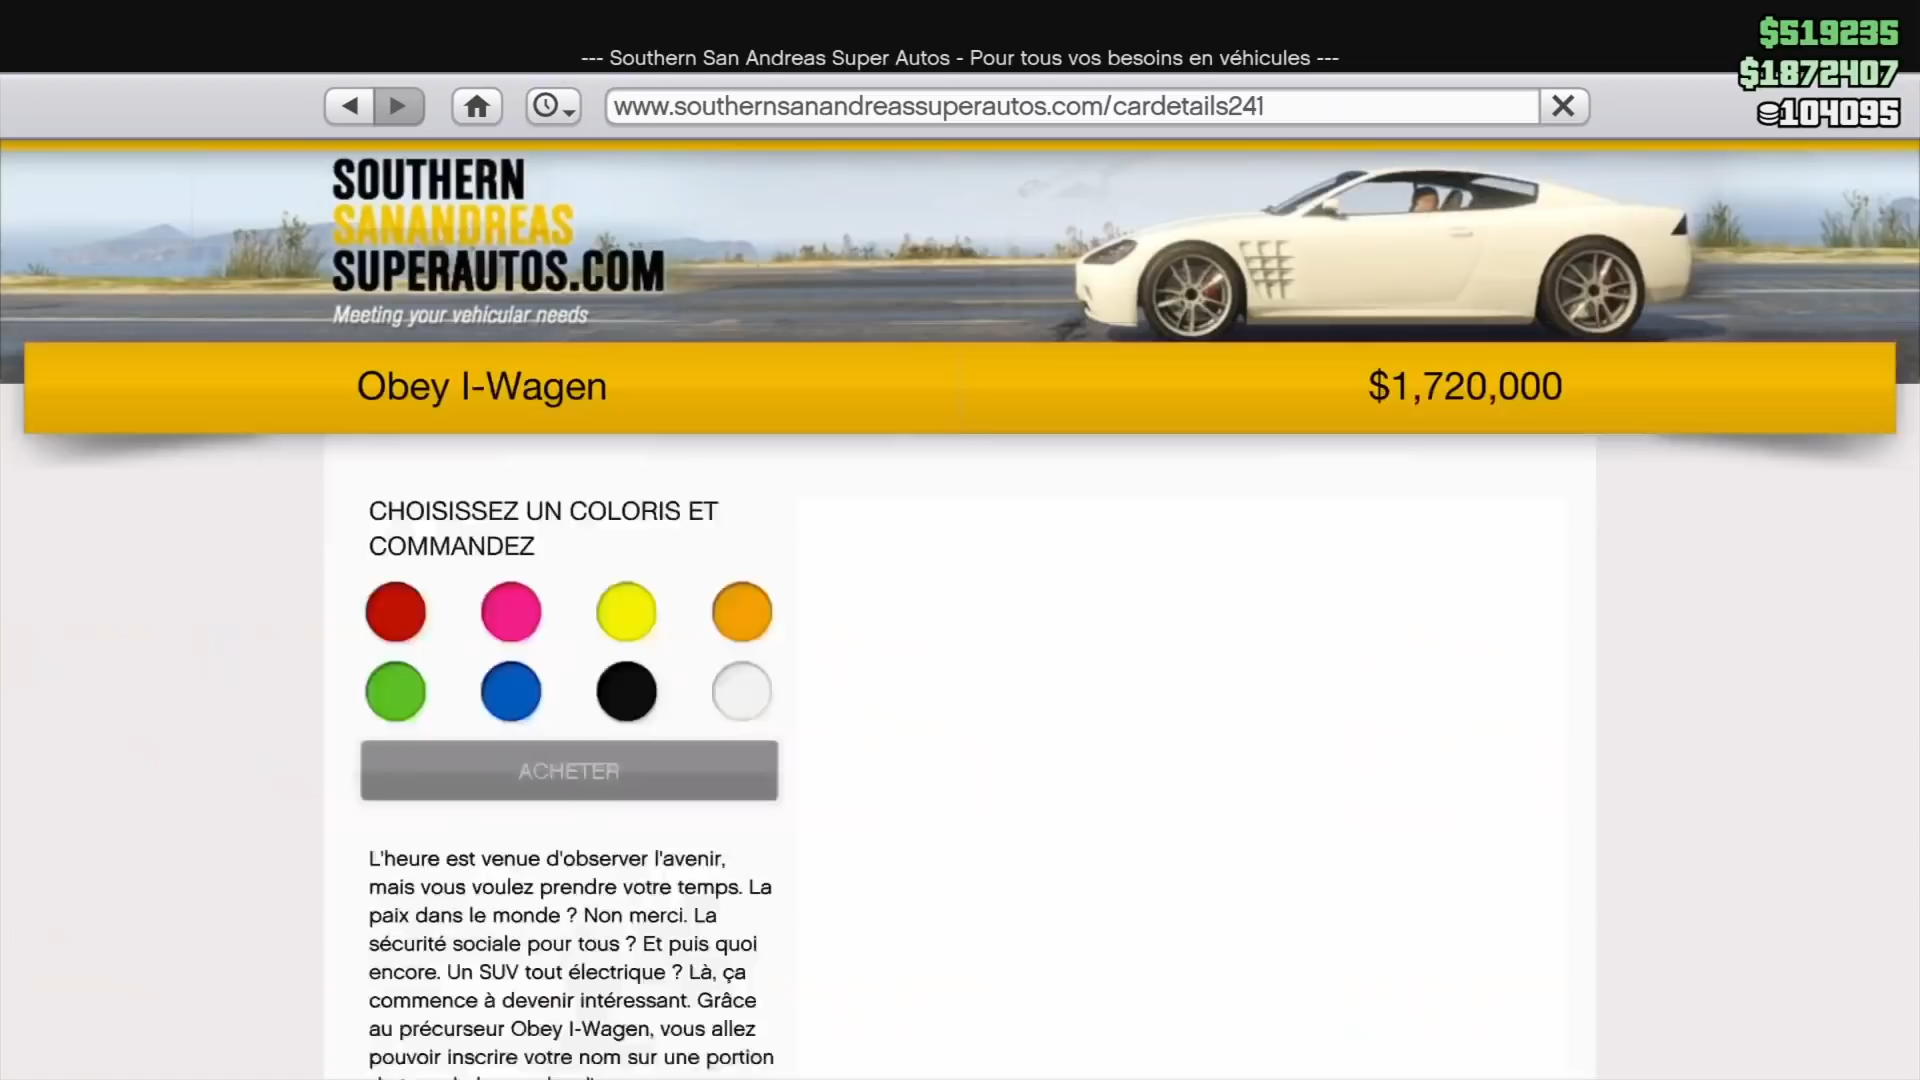 --- Southern San Andreas Super Autos - Pour tous vos besoins en véhicules ---
$519235
$1872407
104095
www.southernsanandreassuperautos.com/cardetails241
SOUTHERN
SANANDREAS
SUPERAUTOS.COM
Meeting your vehicular needs
Obey I-Wagen
$1,720,000
CHOISISSEZ UN COLORIS ET
COMMANDEZ
ACHETER
L'heure est venue d'observer l'avenir,
mais vous voulez prendre votre temps. La
paix dans le monde ? Non merci. La
sécurité sociale pour tous ? Et puis quoi
encore. Un SUV tout électrique ? Là, ça
commence à devenir intéressant. Grâce
au précurseur Obey I-Wagen, vous allez
pouvoir inscrire votre nom sur une portion